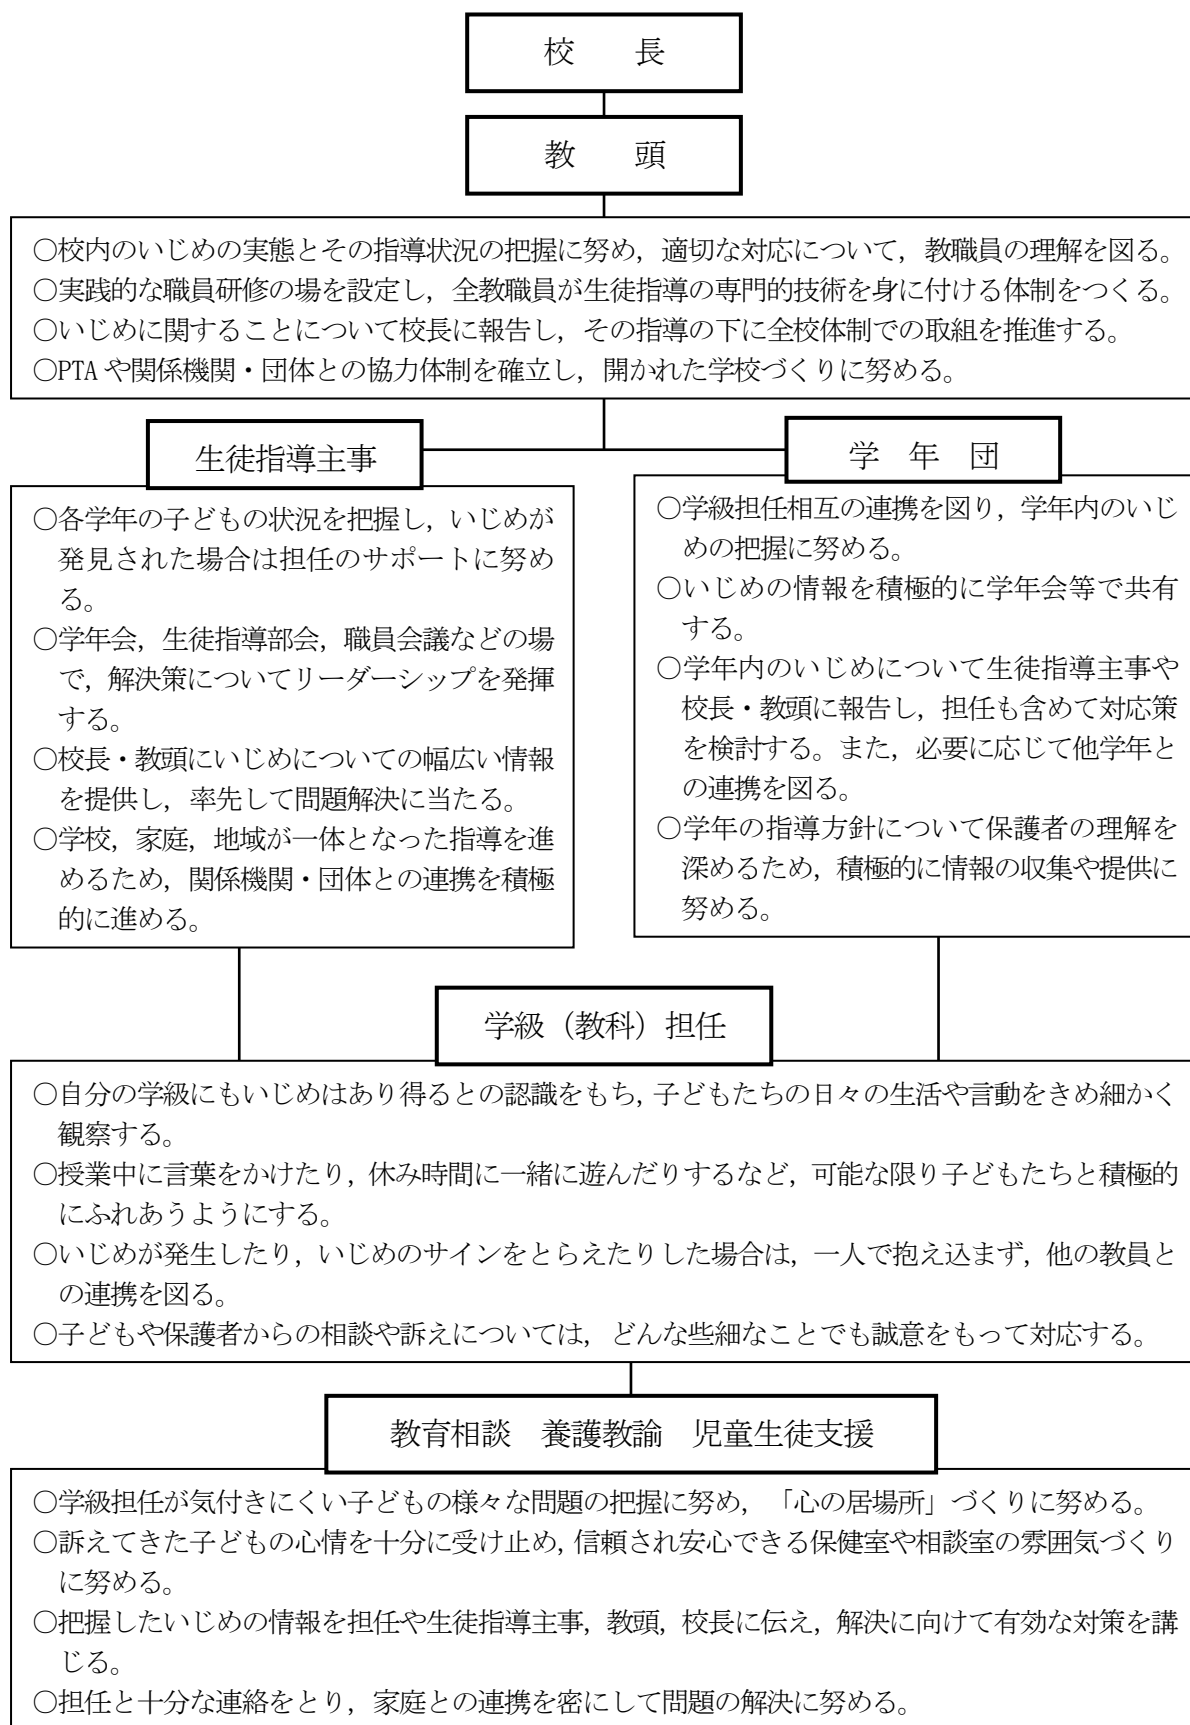 校　長
教　頭
○校内のいじめの実態とその指導状況の把握に努め，適切な対応について，教職員の理解を図る。
○実践的な職員研修の場を設定し，全教職員が生徒指導の専門的技術を身に付ける体制をつくる。
○いじめに関することについて校長に報告し，その指導の下に全校体制での取組を推進する。
○PTA や関係機関・団体との協力体制を確立し，開かれた学校づくりに努める。
生徒指導主事
○各学年の子どもの状況を把握し，いじめが
発見された場合は担任のサポートに努め
る。
○学年会，生徒指導部会，職員会議などの場
で，解決策についてリーダーシップを発揮
する。
○校長・教頭にいじめについての幅広い情報
を提供し，率先して問題解決に当たる。
○学校，家庭，地域が一体となった指導を進
めるため，関係機関・団体との連携を積極
的に進める。
学　年　団
○学級担任相互の連携を図り，学年内のいじ
めの把握に努める。
○いじめの情報を積極的に学年会等で共有
する。
○学年内のいじめについて生徒指導主事や
校長・教頭に報告し，担任も含めて対応策
を検討する。また，必要に応じて他学年と
の連携を図る。
○学年の指導方針について保護者の理解を
深めるため，積極的に情報の収集や提供に
努める。
学級（教科）担任
○自分の学級にもいじめはあり得るとの認識をもち，子どもたちの日々の生活や言動をきめ細かく
観察する。
○授業中に言葉をかけたり，休み時間に一緒に遊んだりするなど，可能な限り子どもたちと積極的
にふれあうようにする。
○いじめが発生したり，いじめのサインをとらえたりした場合は，一人で抱え込まず，他の教員と
の連携を図る。
○子どもや保護者からの相談や訴えについては，どんな些細なことでも誠意をもって対応する。
教育相談　養護教諭　児童生徒支援
○学級担任が気付きにくい子どもの様々な問題の把握に努め，「心の居場所」づくりに努める。
○訴えてきた子どもの心情を十分に受け止め，信頼され安心できる保健室や相談室の雰囲気づくり
に努める。
○把握したいじめの情報を担任や生徒指導主事，教頭，校長に伝え，解決に向けて有効な対策を講
じる。
○担任と十分な連絡をとり，家庭との連携を密にして問題の解決に努める。